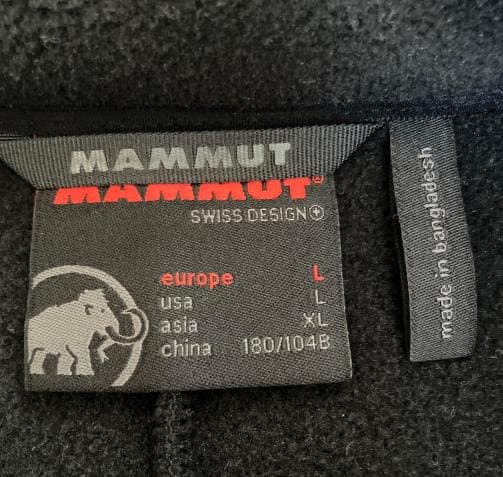 MAMMUT
MAMMUT®
SWISS DESIGN
europe L
usa L
asia XL
china 180/104B
made in bangladesh